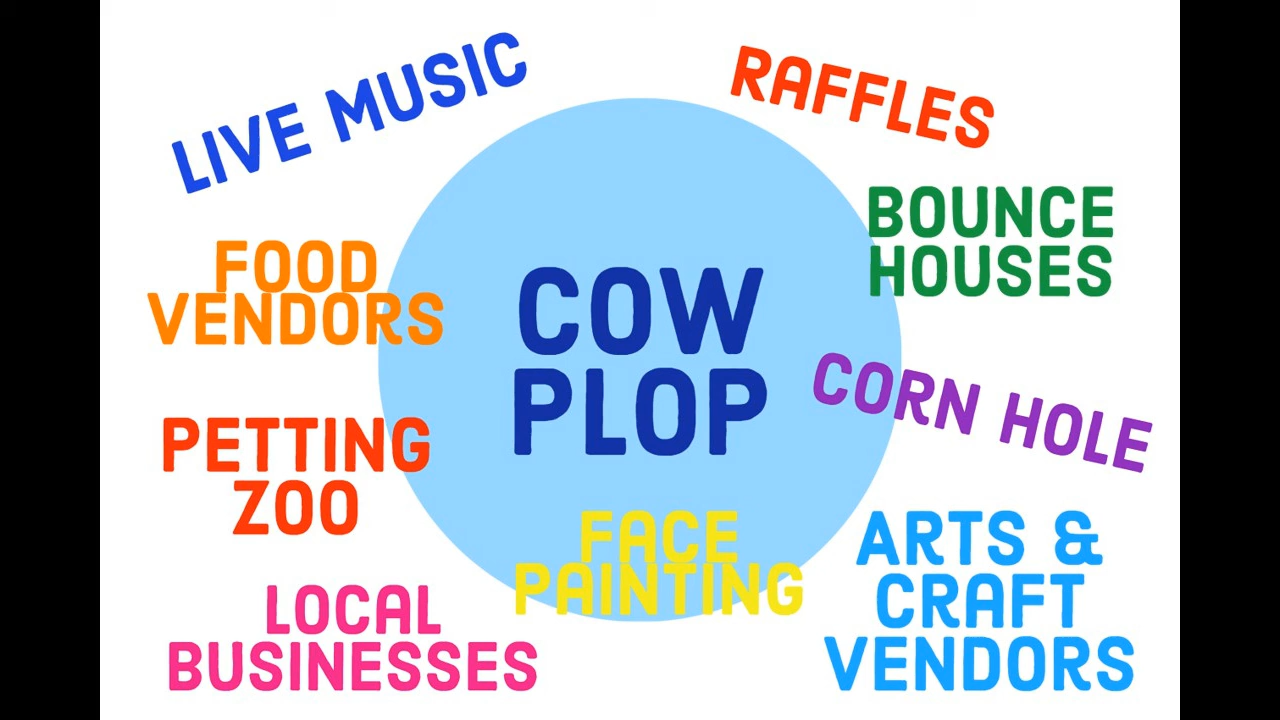 LIVE MUSIC
RAFFLES
BOUNCE
HOUSES
FOOD
VENDORS
COW
PLOP
CORN HOLE
PETTING
ZOO
FACE
PAINTING
ARTS &
CRAFT
VENDORS
LOCAL
BUSINESSES